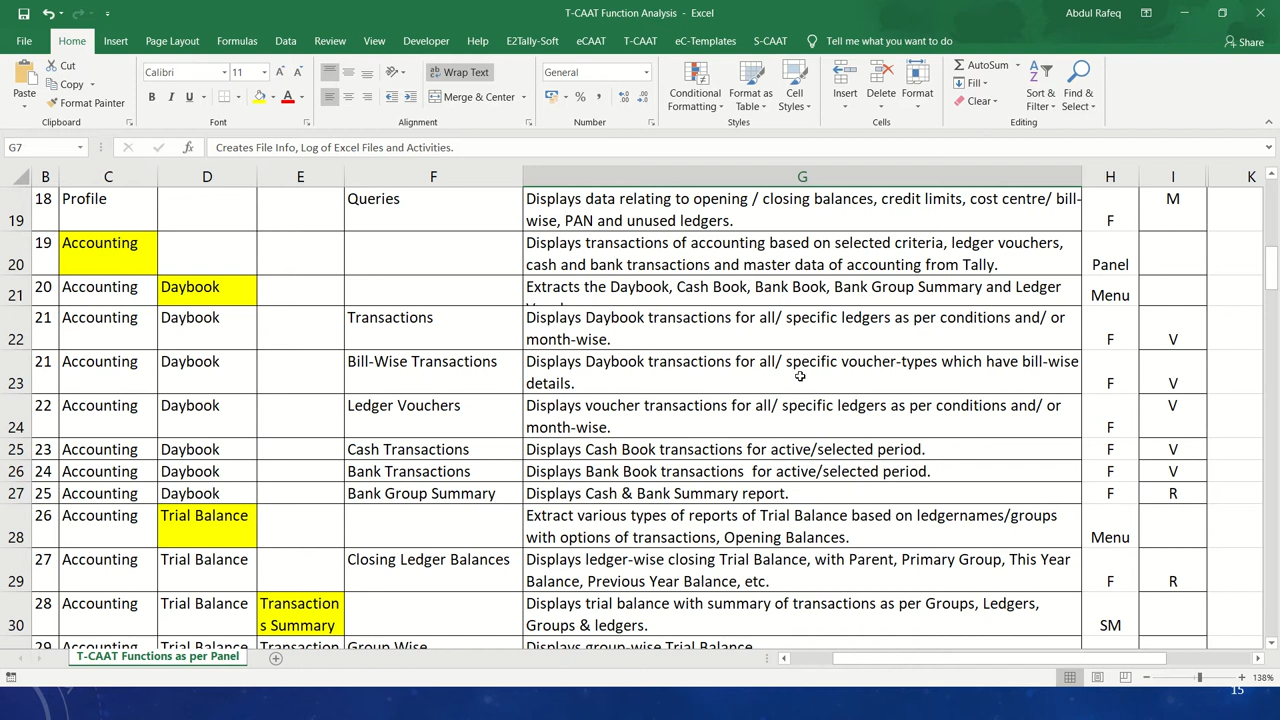 T-CAAT Function Analysis - Excel
Abdul Rafeq
File Home Insert Page Layout Formulas Data Review View Developer Help E2Tally-Soft eCAAT T-CAAT eC-Templates S-CAAT Tell me what you want to do Share
Paste
Cut
Copy
Format Painter
Clipboard
Calibri 11
B I U
Font
Wrap Text
Merge & Center
Alignment
General
Number
Conditional Formatting
Format as Table
Cell Styles
Styles
Insert Delete Format
Cells
AutoSum
Fill
Clear
Sort & Filter
Find & Select
Editing
G7 fx Creates File Info, Log of Excel Files and Activities.
B C D E F G H I K
18 Profile Queries Displays data relating to opening / closing balances, credit limits, cost centre/ bill- M
19 wise, PAN and unused ledgers. F
19 Accounting Displays transactions of accounting based on selected criteria, ledger vouchers,
20 cash and bank transactions and master data of accounting from Tally. Panel
20 Accounting Daybook Extracts the Daybook, Cash Book, Bank Book, Bank Group Summary and Ledger
21 Menu
21 Accounting Daybook Transactions Displays Daybook transactions for all/ specific ledgers as per conditions and/ or
22 month-wise. F V
21 Accounting Daybook Bill-Wise Transactions Displays Daybook transactions for all/ specific voucher-types which have bill-wise
23 details. F V
22 Accounting Daybook Ledger Vouchers Displays voucher transactions for all/ specific ledgers as per conditions and/ or V
24 month-wise. F
25 23 Accounting Daybook Cash Transactions Displays Cash Book transactions for active/selected period. F V
26 24 Accounting Daybook Bank Transactions Displays Bank Book transactions for active/selected period. F V
27 25 Accounting Daybook Bank Group Summary Displays Cash & Bank Summary report. F R
26 Accounting Trial Balance Extract various types of reports of Trial Balance based on ledgernames/groups
28 with options of transactions, Opening Balances. Menu
27 Accounting Trial Balance Closing Ledger Balances Displays ledger-wise closing Trial Balance, with Parent, Primary Group, This Year
29 Balance, Previous Year Balance, etc. F R
28 Accounting Trial Balance Transaction Displays trial balance with summary of transactions as per Groups, Ledgers,
30 s Summary Groups & ledgers. SM
29 Accounting Trial Balance Transaction Group Wise Displays group-wise Trial Balance
T-CAAT Functions as per Panel
138%
15